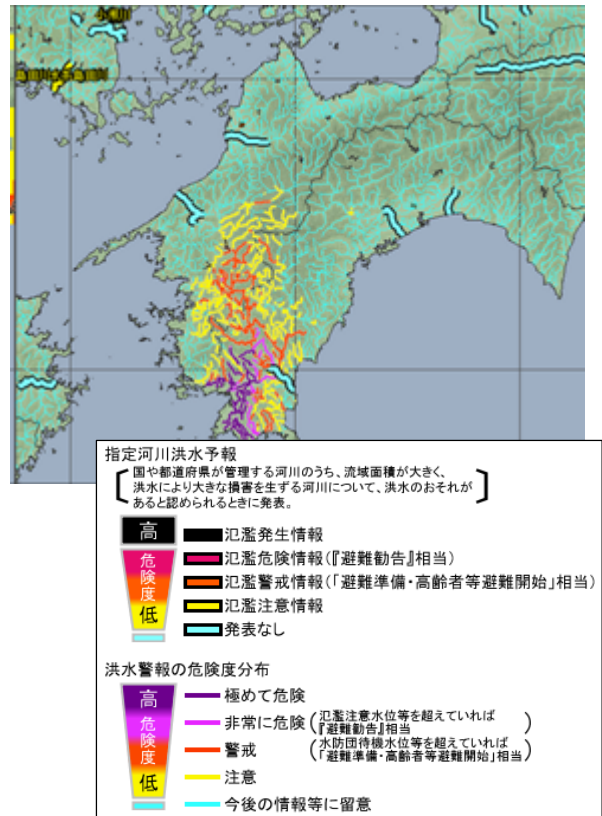 小瀬川
島田川水系島田川
指定河川洪水予報
国や都道府県が管理する河川のうち、流域面積が大きく、
洪水により大きな損害を生ずる河川について、洪水のおそれが
あると認められるときに発表。
高
危険度
低
氾濫発生情報
氾濫危険情報(『避難勧告』相当)
氾濫警戒情報(「避難準備・高齢者等避難開始」相当)
氾濫注意情報
発表なし
洪水警報の危険度分布
高
危険度
低
極めて危険
非常に危険(氾濫注意水位等を超えていれば
『避難勧告』相当)
警戒(水防団待機水位等を超えていれば
「避難準備・高齢者等避難開始」相当)
注意
今後の情報等に留意